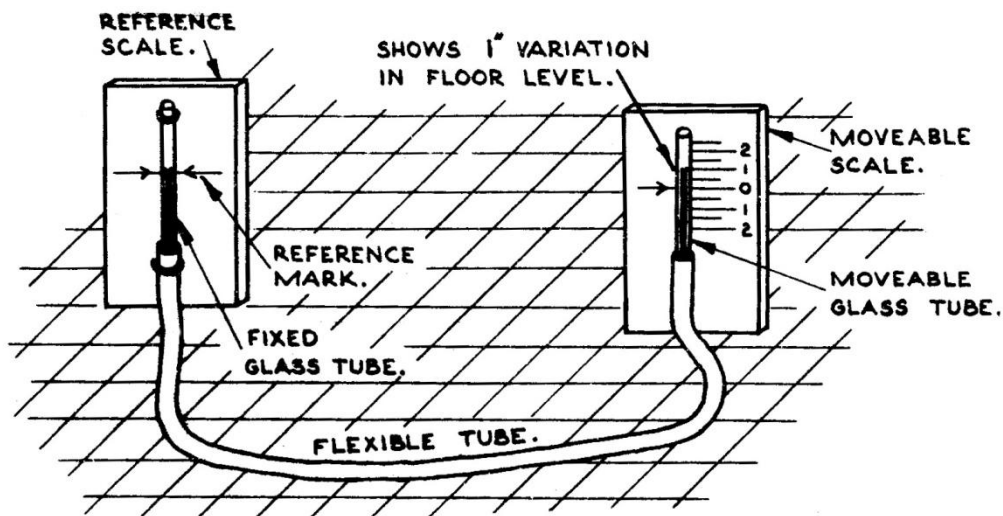 REFERENCE
SCALE.
SHOWS 1" VARIATION
IN FLOOR LEVEL.
MOVEABLE
SCALE.
2
1
0
1
2
REFERENCE
MARK.
MOVEABLE
GLASS TUBE.
FIXED
GLASS TUBE.
FLEXIBLE TUBE.